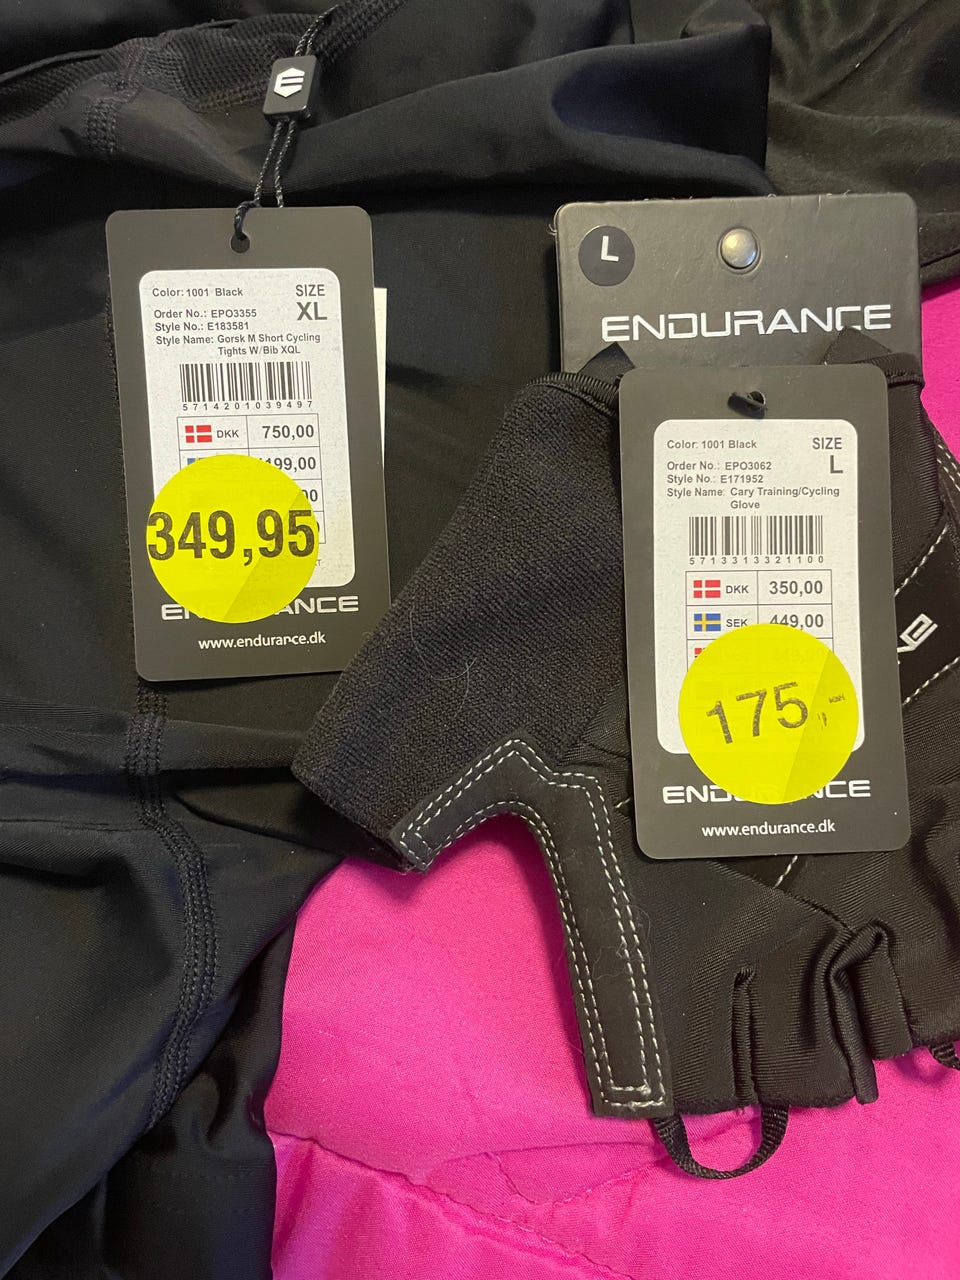 Color: 1001 Black
SIZE
XL
Order No.: EPO3355
Style No.: E183581
Style Name: Gorsk M Short Cycling
Tights W/Bib XQL
5714201039497
DKK 750,00
1199,00
349,95
ENDURANCE
www.endurance.dk
L
ENDURANCE
Color: 1001 Black
SIZE
L
Order No.: EPO3062
Style No.: E171952
Style Name: Cary Training/Cycling
Glove
5713313321100
DKK 350,00
SEK 449,00
175,-
ENDURANCE
www.endurance.dk